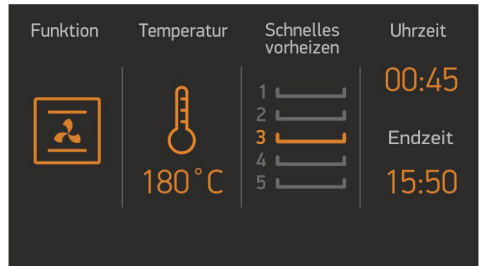 Funktion
Temperatur
180°C
Schnelles
vorheizen
1
2
3
4
5
Uhrzeit
00:45
Endzeit
15:50